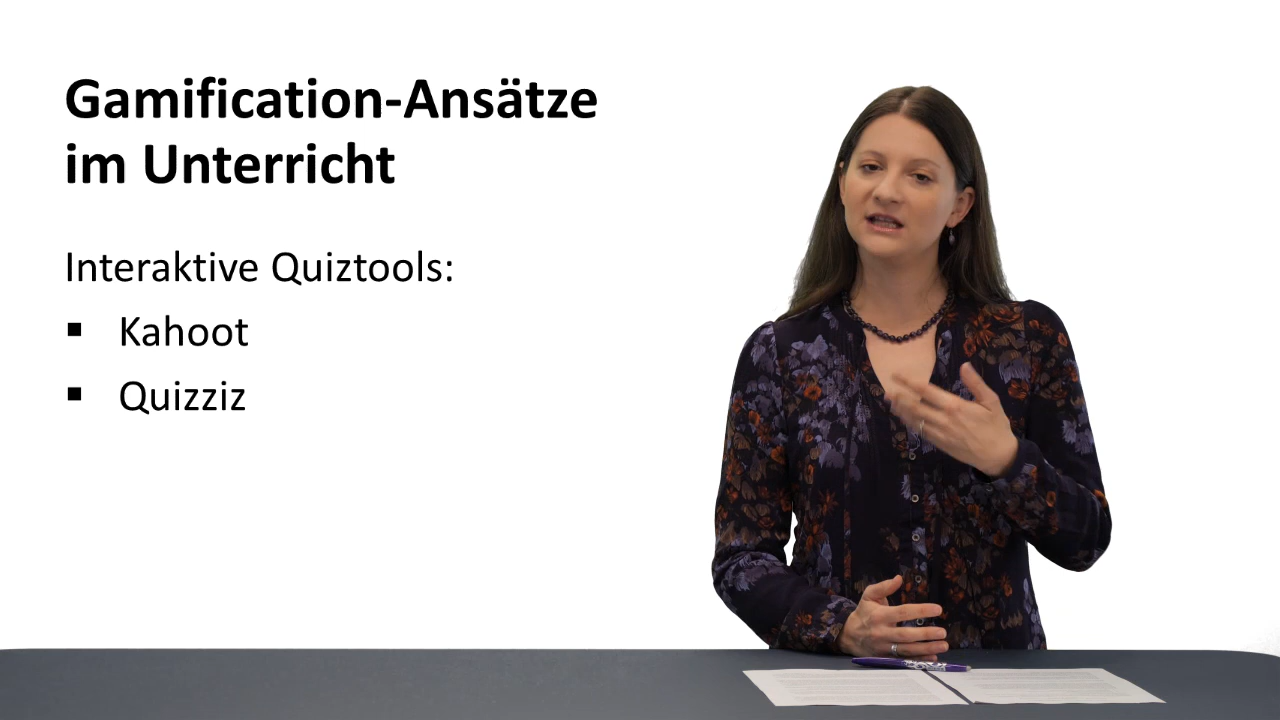 Gamification-Ansätze
im Unterricht
Interaktive Quiztools:
▪ Kahoot
▪ Quizziz